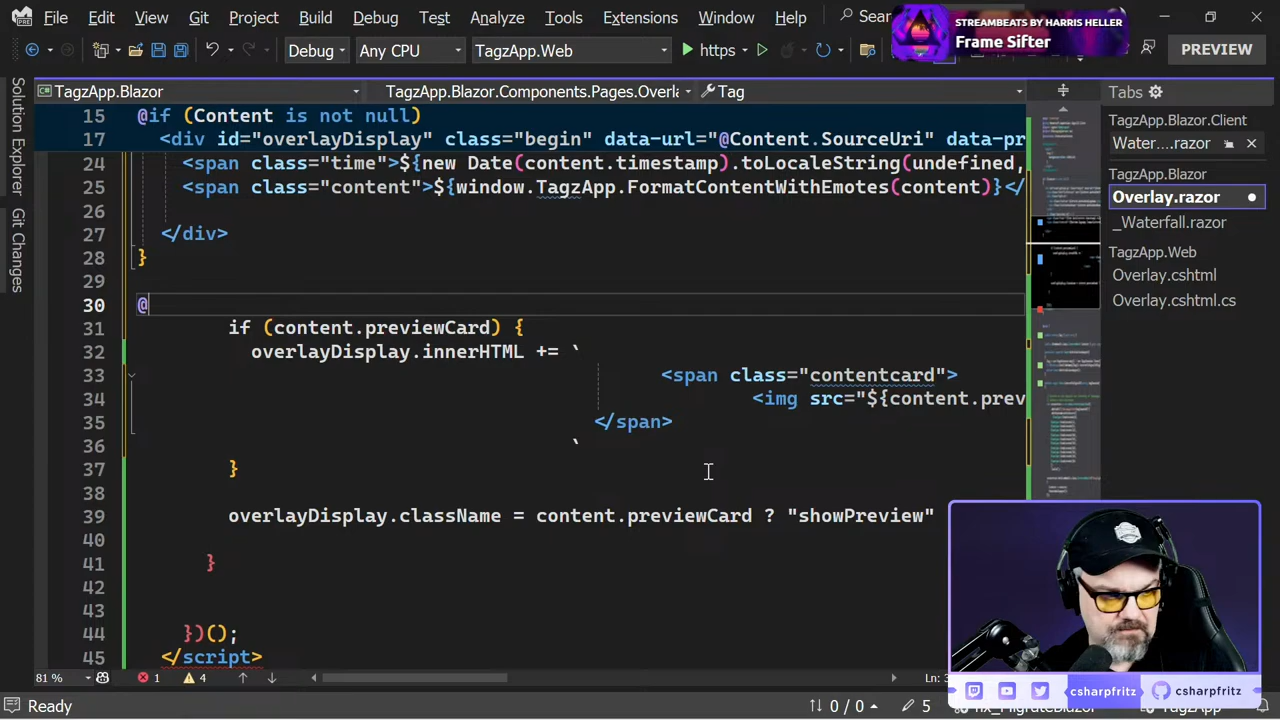 File Edit View Git Project Build Debug Test Analyze Tools Extensions Window Help
STREAMBEATS BY HARRIS HELLER
Frame Sifter
Debug Any CPU TagzApp.Web https PREVIEW
TagzApp.Blazor TagzApp.Blazor.Components.Pages.Overla Tag
Tabs
Solution Explorer
Git Changes
15 @if (Content is not null)
17 <div id="overlayDisplay" class="login" data-url="@Content.SourceUri" data-pr
24 <span class="time">${new Date(content.timestamp).toLocaleString(undefined,
25 <span class="content">${window.TagzApp.FormatContentWithEmotes(content)}</
26
27 </div>
28 }
29
30 @
31 if (content.previewCard) {
32 overlayDisplay.innerHTML += `
33 <span class="contentcard">
34 <img src="${content.prev
35 </span>
36 `
37 }
38
39 overlayDisplay.className = content.previewCard ? "showPreview"
40
41 }
42
43
44 })();
45 </script>
TagzApp.Blazor.Client
Water....razor
TagzApp.Blazor
Overlay.razor
_Waterfall.razor
TagzApp.Web
Overlay.cshtml
Overlay.cshtml.cs
81 % 1 4
Ready 0 / 0 5
csharpfritz csharpfritz